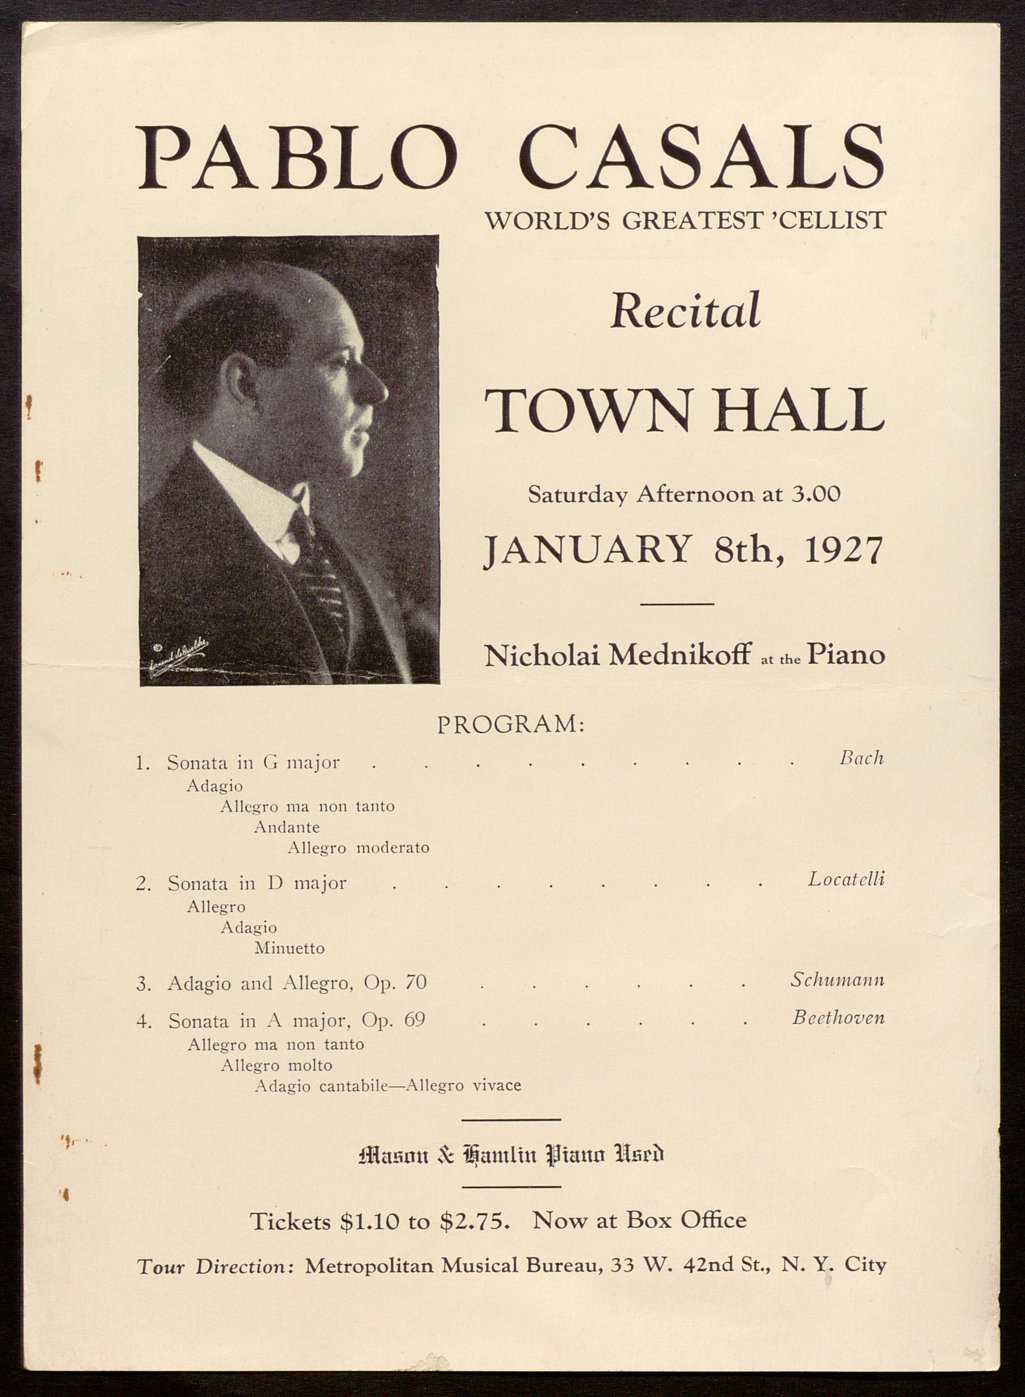 PABLO CASALS
WORLD'S GREATEST 'CELLIST
Recital
TOWN HALL
Saturday Afternoon at 3.00
JANUARY 8th, 1927
Nicholai Mednikoff at the Piano
PROGRAM:
1. Sonata in G major . . . . . . . . . Bach
Adagio
Allegro ma non tanto
Andante
Allegro moderato
2. Sonata in D major . . . . . . . . Locatelli
Allegro
Adagio
Minuetto
3. Adagio and Allegro, Op. 70 . . . . . . Schumann
4. Sonata in A major, Op. 69 . . . . . . Beethoven
Allegro ma non tanto
Allegro molto
Adagio cantabile—Allegro vivace
Mason & Hamlin Piano Used
Tickets $1.10 to $2.75. Now at Box Office
Tour Direction: Metropolitan Musical Bureau, 33 W. 42nd St., N. Y. City